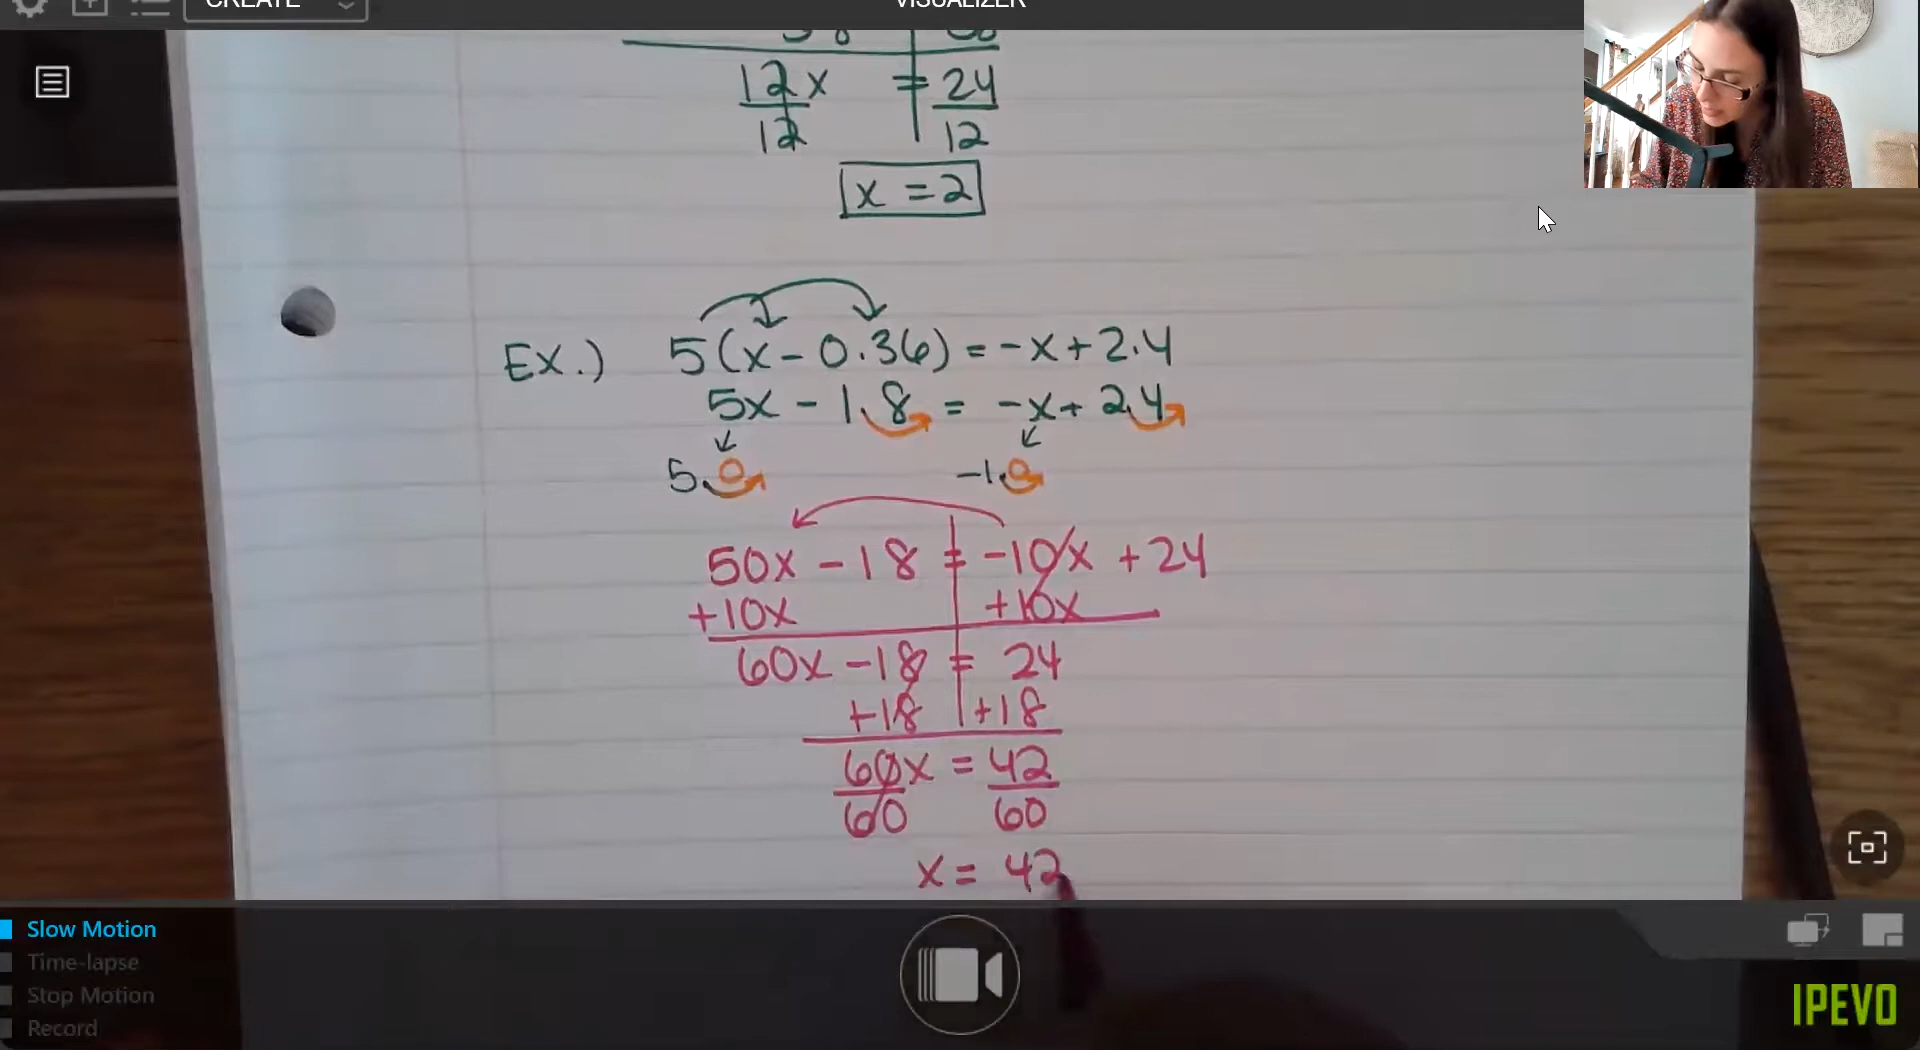 CREATE
VISUALIZER
12x = 24
12 12
x = 2
Ex.) 5(x - 0.36) = -x + 2.4
5x - 1.8 = -x + 2.4
5.0 -1.0
50x - 18 = -10x + 24
+10x +10x
60x - 18 = 24
+18 +18
60x = 42
60 60
x = 42
Slow Motion
Time-lapse
Stop Motion
Record
IPEVO